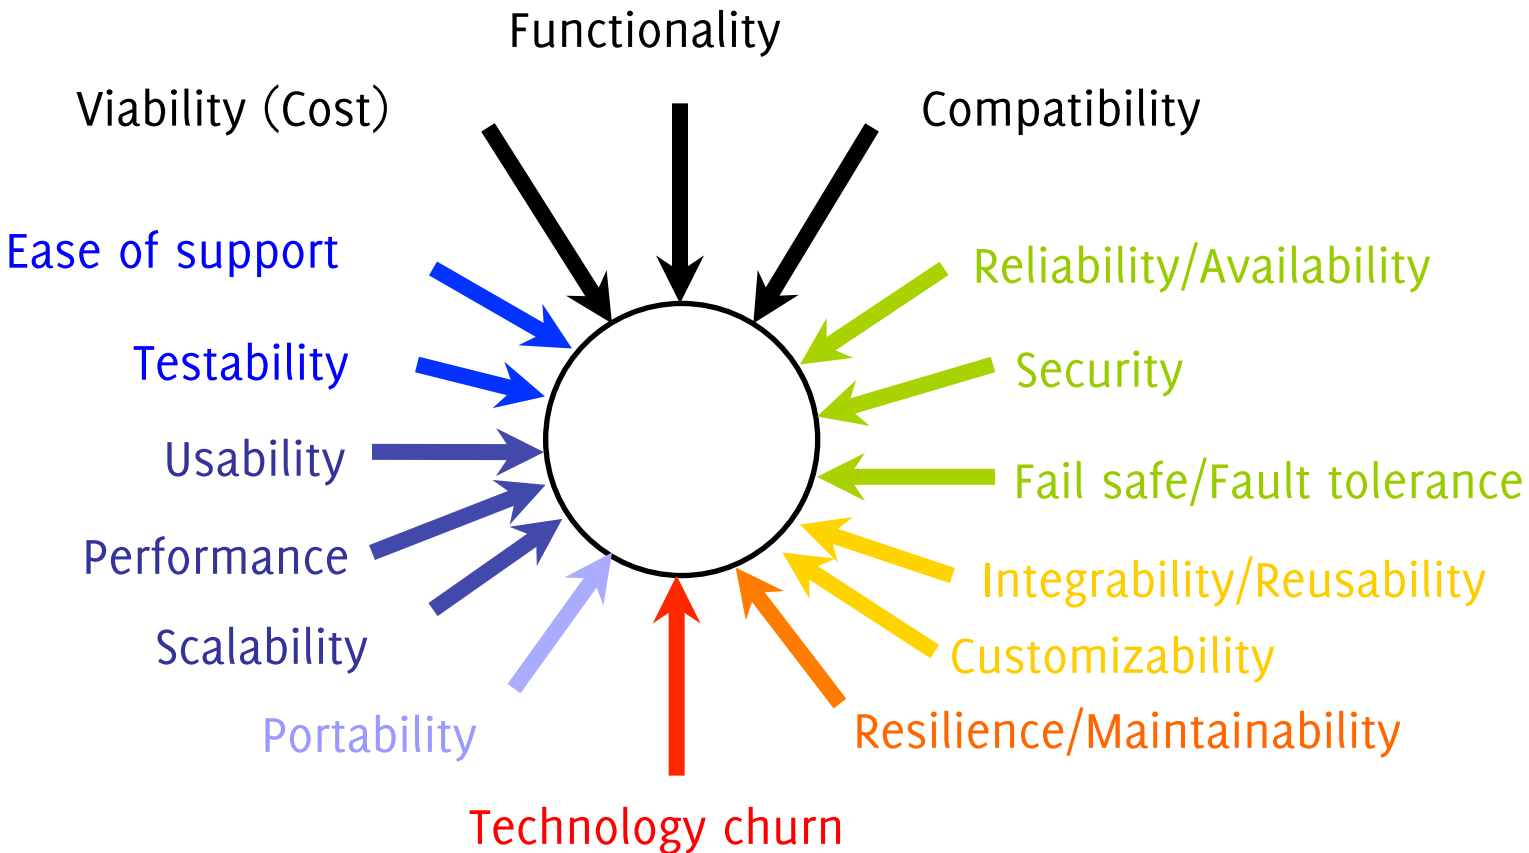 Functionality
Viability (Cost)
Compatibility
Ease of support
Reliability/Availability
Testability
Security
Usability
Fail safe/Fault tolerance
Performance
Integrability/Reusability
Scalability
Customizability
Portability
Resilience/Maintainability
Technology churn